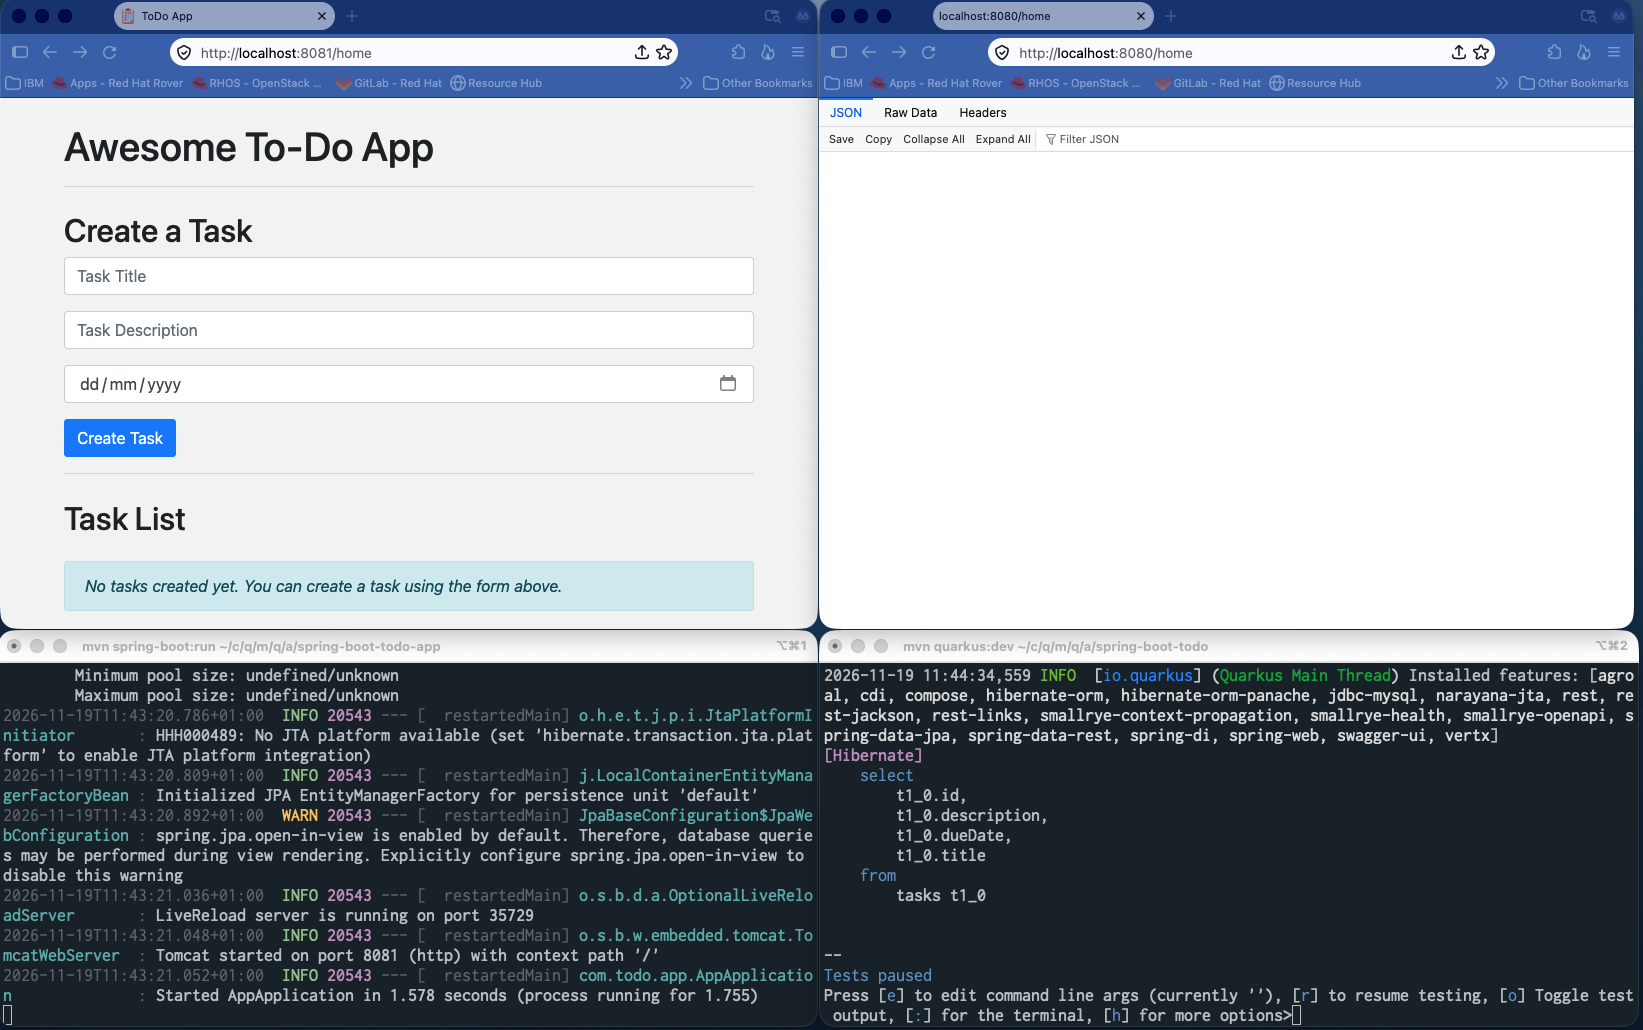 ToDo App
http://localhost:8081/home
IBM Apps - Red Hat Rover RHOS - OpenStack ... GitLab - Red Hat Resource Hub Other Bookmarks
Awesome To-Do App
Create a Task
Task Title
Task Description
dd/mm/yyyy
Create Task
Task List
No tasks created yet. You can create a task using the form above.
localhost:8080/home
http://localhost:8080/home
IBM Apps - Red Hat Rover RHOS - OpenStack ... GitLab - Red Hat Resource Hub Other Bookmarks
JSON Raw Data Headers
Save Copy Collapse All Expand All Filter JSON
mvn spring-boot:run ~/c/q/m/q/a/spring-boot-todo-app ⌥⌘1
Minimum pool size: undefined/unknown
Maximum pool size: undefined/unknown
2026-11-19T11:43:20.786+01:00 INFO 20543 --- [ restartedMain] o.h.e.t.j.p.i.JtaPlatformI
nitiator : HHH000489: No JTA platform available (set 'hibernate.transaction.jta.plat
form' to enable JTA platform integration)
2026-11-19T11:43:20.809+01:00 INFO 20543 --- [ restartedMain] j.LocalContainerEntityMana
gerFactoryBean : Initialized JPA EntityManagerFactory for persistence unit 'default'
2026-11-19T11:43:20.892+01:00 WARN 20543 --- [ restartedMain] JpaBaseConfiguration$JpaWe
bConfiguration : spring.jpa.open-in-view is enabled by default. Therefore, database querie
s may be performed during view rendering. Explicitly configure spring.jpa.open-in-view to
disable this warning
2026-11-19T11:43:21.036+01:00 INFO 20543 --- [ restartedMain] o.s.b.d.a.OptionalLiveRelo
adServer : LiveReload server is running on port 35729
2026-11-19T11:43:21.048+01:00 INFO 20543 --- [ restartedMain] o.s.b.w.embedded.tomcat.To
mcatWebServer : Tomcat started on port 8081 (http) with context path '/'
2026-11-19T11:43:21.052+01:00 INFO 20543 --- [ restartedMain] com.todo.app.AppApplicatio
n : Started AppApplication in 1.578 seconds (process running for 1.755)
mvn quarkus:dev ~/c/q/m/q/a/spring-boot-todo ⌥⌘2
2026-11-19 11:44:34,559 INFO [io.quarkus] (Quarkus Main Thread) Installed features: [agro
al, cdi, compose, hibernate-orm, hibernate-orm-panache, jdbc-mysql, narayana-jta, rest, re
st-jackson, rest-links, smallrye-context-propagation, smallrye-health, smallrye-openapi, s
pring-data-jpa, spring-data-rest, spring-di, spring-web, swagger-ui, vertx]
[Hibernate]
select
t1_0.id,
t1_0.description,
t1_0.dueDate,
t1_0.title
from
tasks t1_0
--
Tests paused
Press [e] to edit command line args (currently ''), [r] to resume testing, [o] Toggle test
output, [:] for the terminal, [h] for more options>